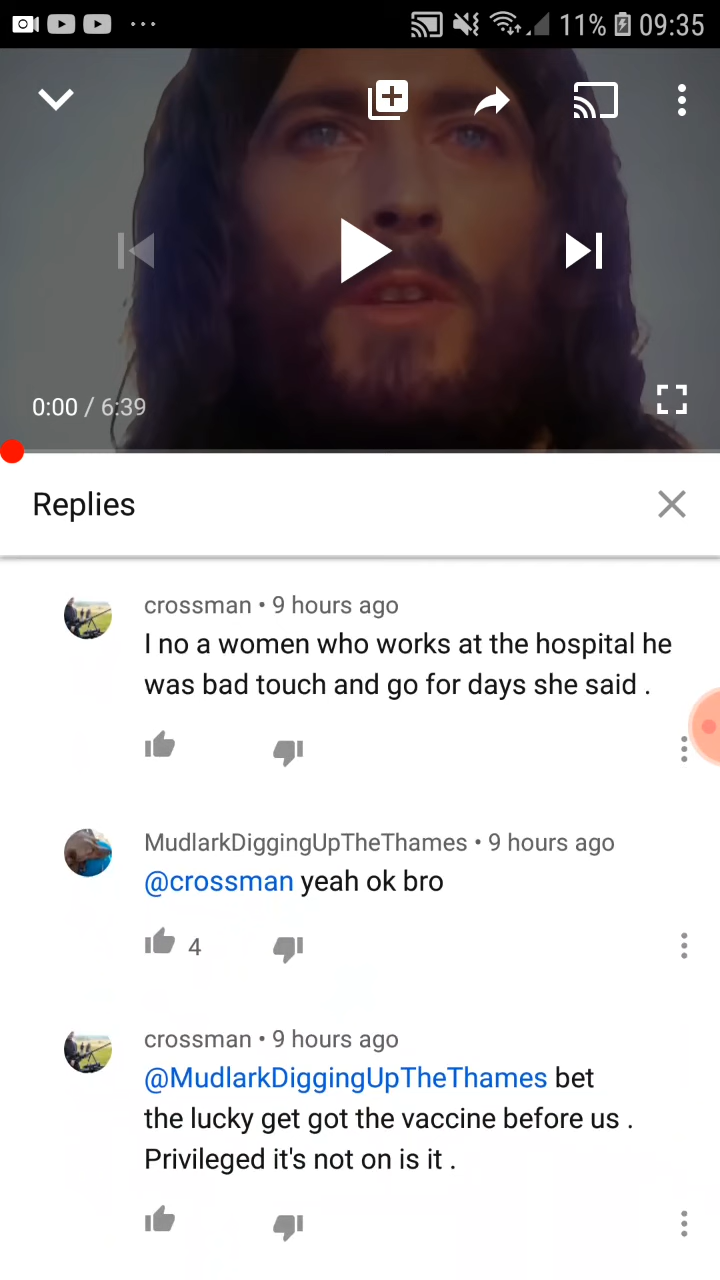 11% 09:35
0:00 / 6:39
Replies
crossman • 9 hours ago
I no a women who works at the hospital he
was bad touch and go for days she said .
MudlarkDiggingUpTheThames • 9 hours ago
@crossman yeah ok bro
4
crossman • 9 hours ago
@MudlarkDiggingUpTheThames bet
the lucky get got the vaccine before us .
Privileged it's not on is it .